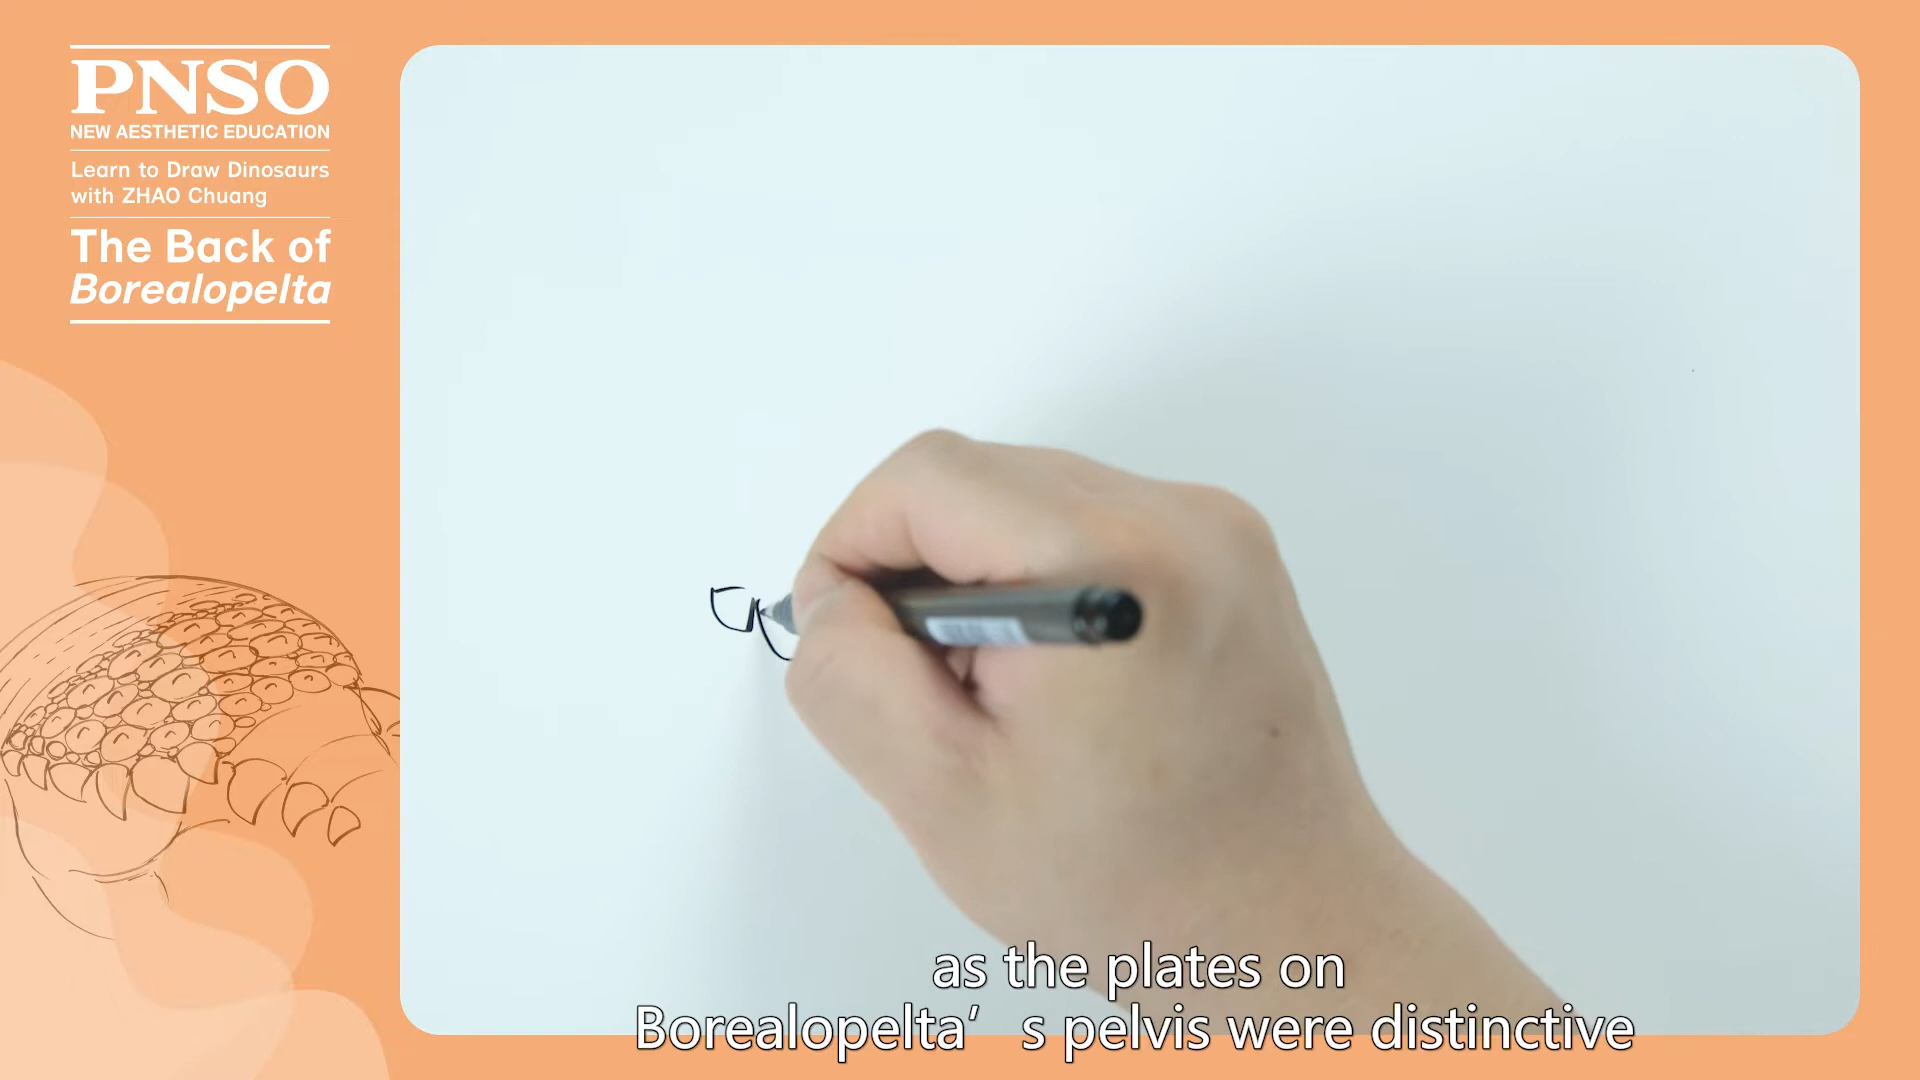 PNSO
NEW AESTHETIC EDUCATION
Learn to Draw Dinosaurs
with ZHAO Chuang
The Back of
Borealopelta
as the plates on
Borealopelta’s pelvis were distinctive